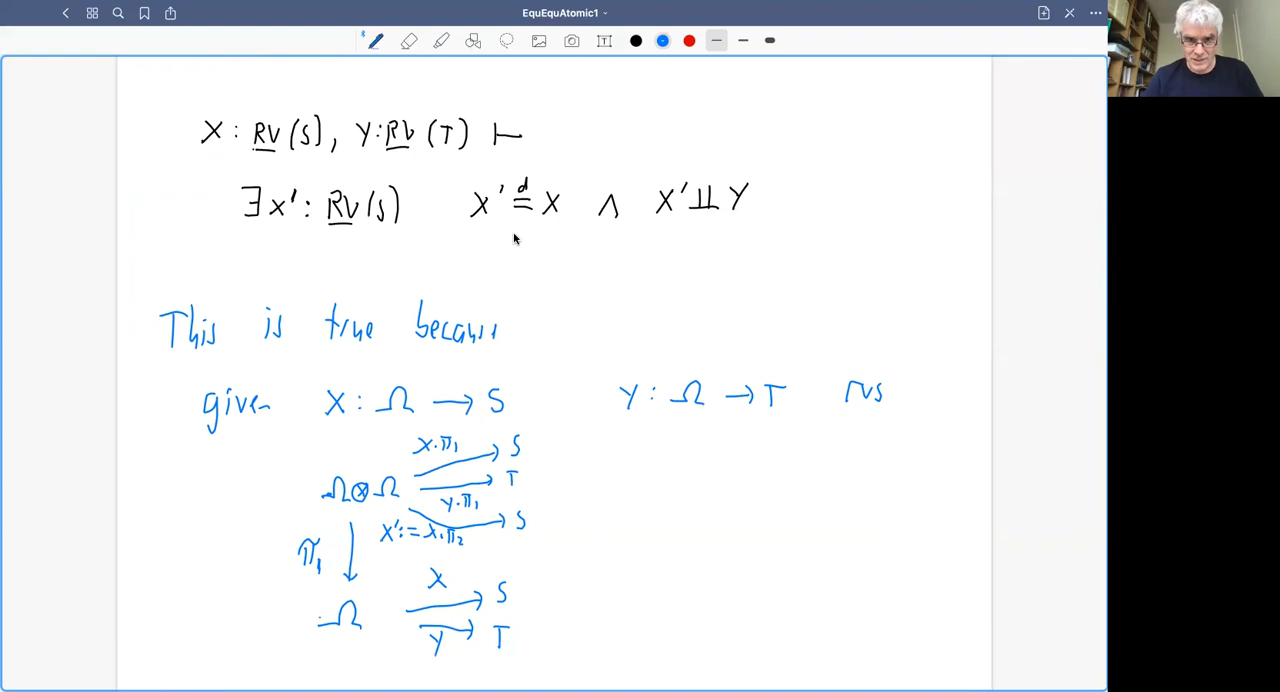 EquEquAtomic1
X : RV(S), Y:RV(T) ⊢
∃X' : RV(S) X' =ᵈ X ∧ X' ⫫ Y
This is true because
given X : Ω → S Y : Ω → T rvs
X∘π₁ S
Ω⊗Ω T
Y∘π₁
X' := X∘π₂ S
π₁
X S
Ω
Y T